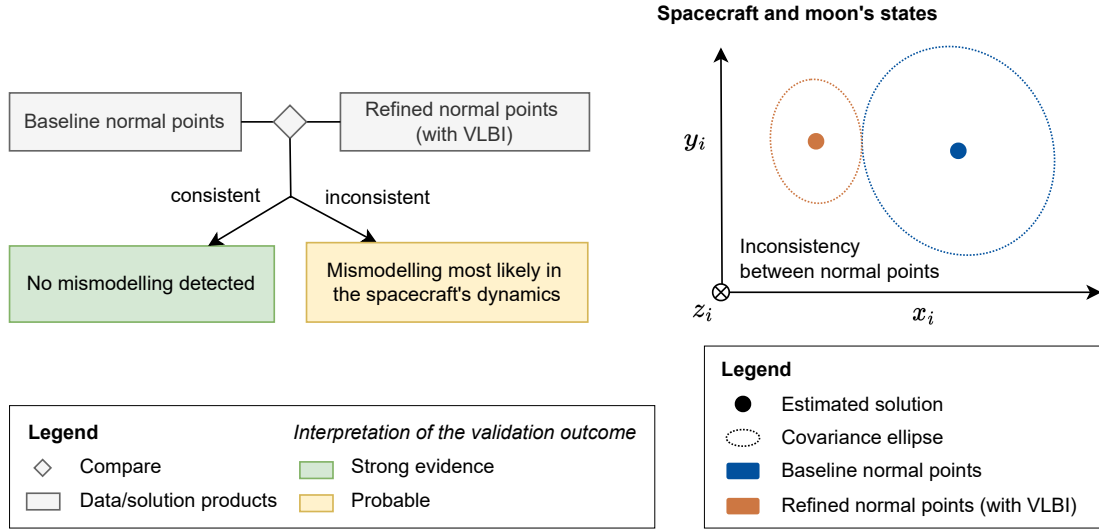 Spacecraft and moon's states
Baseline normal points
Refined normal points
(with VLBI)
consistent
inconsistent
No mismodelling detected
Mismodelling most likely in
the spacecraft's dynamics
y_i
Inconsistency
between normal points
z_i
x_i
Legend
Interpretation of the validation outcome
Compare
Strong evidence
Data/solution products
Probable
Legend
Estimated solution
Covariance ellipse
Baseline normal points
Refined normal points (with VLBI)